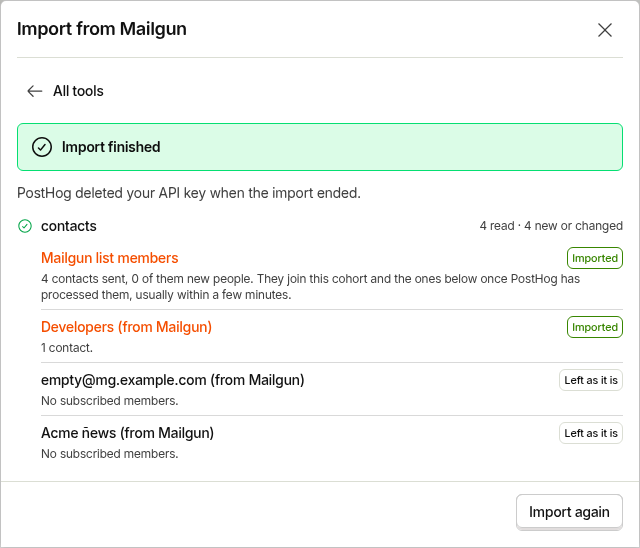 Import from Mailgun
All tools
Import finished
PostHog deleted your API key when the import ended.
contacts
4 read · 4 new or changed
Mailgun list members
Imported
4 contacts sent, 0 of them new people. They join this cohort and the ones below once PostHog has
processed them, usually within a few minutes.
Developers (from Mailgun)
Imported
1 contact.
empty@mg.example.com (from Mailgun)
Left as it is
No subscribed members.
Acme ñews (from Mailgun)
Left as it is
No subscribed members.
Import again